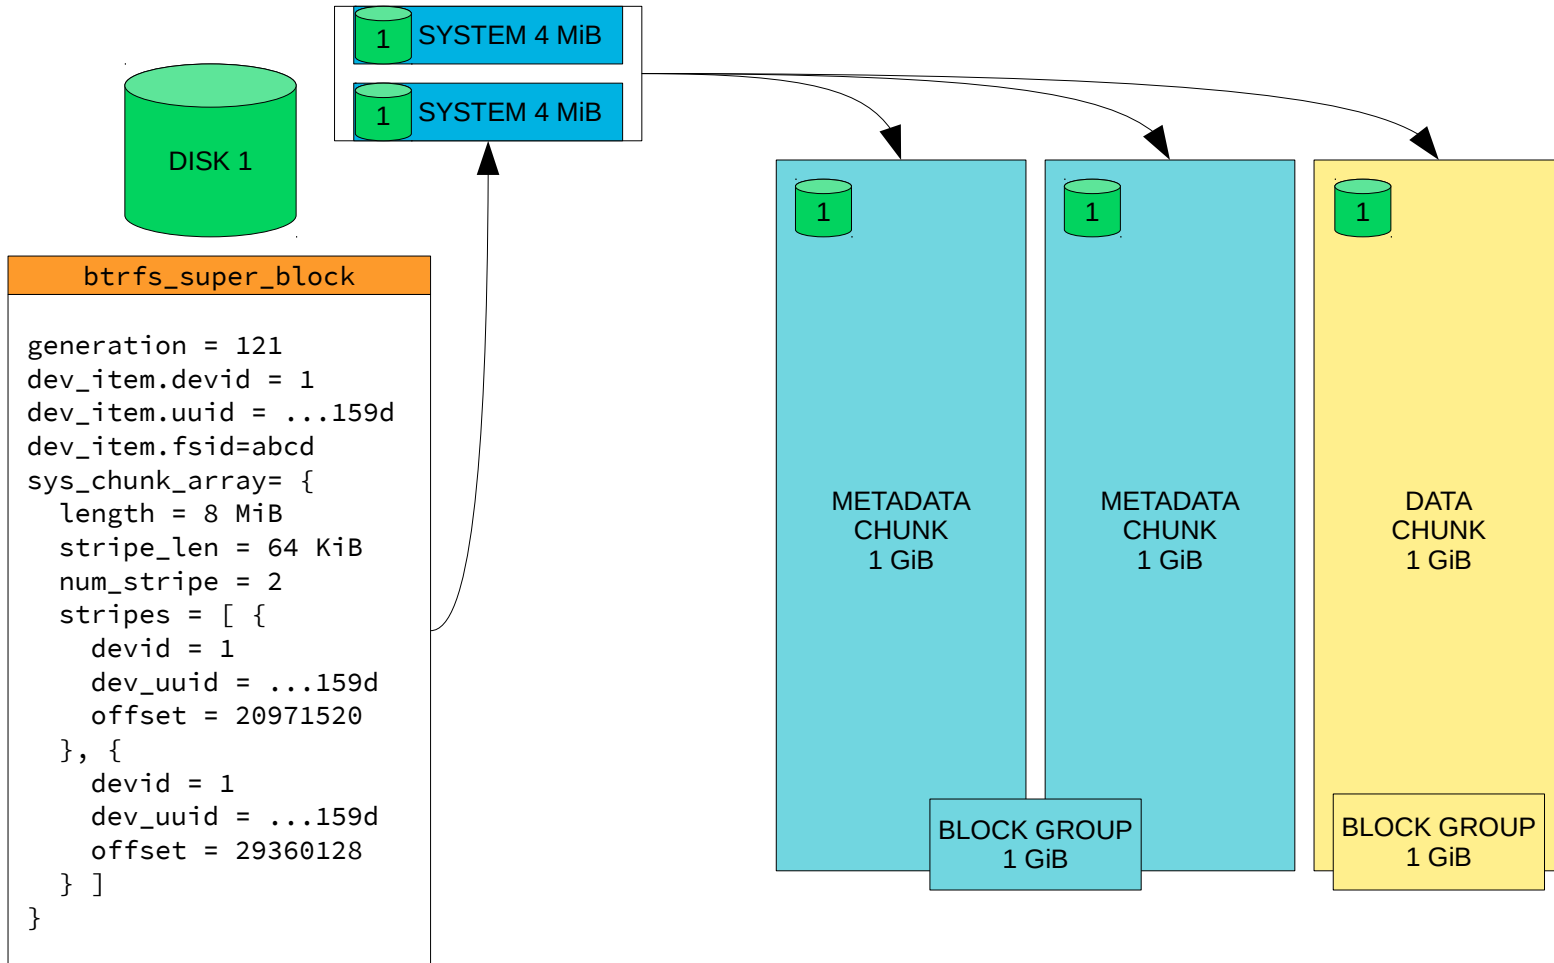 1
SYSTEM 4 MiB
1
SYSTEM 4 MiB
DISK 1
btrfs_super_block
generation = 121
dev_item.devid = 1
dev_item.uuid = ...159d
dev_item.fsid=abcd
sys_chunk_array= {
  length = 8 MiB
  stripe_len = 64 KiB
  num_stripe = 2
  stripes = [ {
    devid = 1
    dev_uuid = ...159d
    offset = 20971520
  }, {
    devid = 1
    dev_uuid = ...159d
    offset = 29360128
  } ]
}
1
METADATA
CHUNK
1 GiB
1
METADATA
CHUNK
1 GiB
BLOCK GROUP
1 GiB
1
DATA
CHUNK
1 GiB
BLOCK GROUP
1 GiB